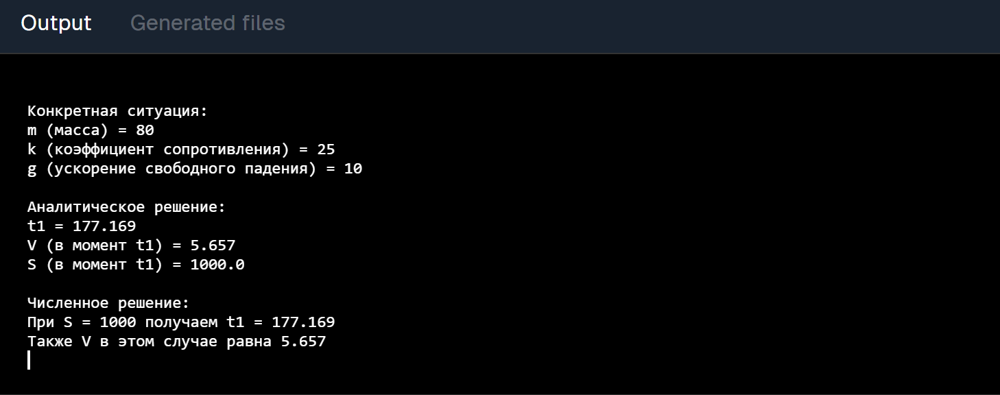 Output
Generated files
Конкретная ситуация:
m (масса) = 80
k (коэффициент сопротивления) = 25
g (ускорение свободного падения) = 10
Аналитическое решение:
t1 = 177.169
V (в момент t1) = 5.657
S (в момент t1) = 1000.0
Численное решение:
При S = 1000 получаем t1 = 177.169
Также V в этом случае равна 5.657